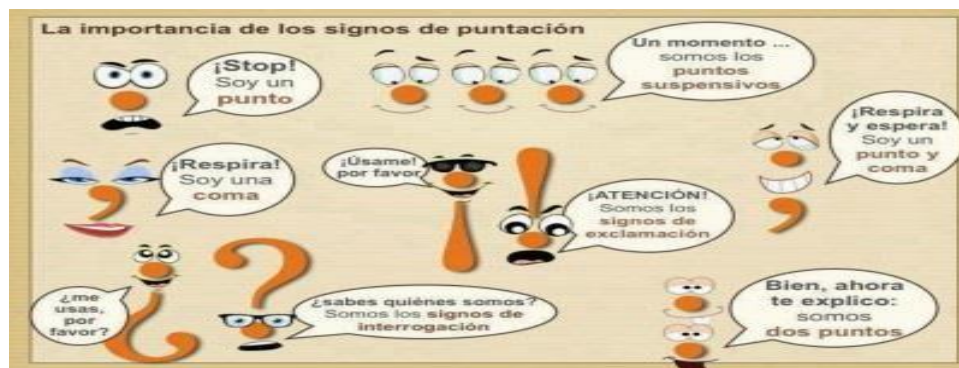 La importancia de los signos de puntación
¡Stop!
Soy un
punto
Un momento ...
somos los
puntos
suspensivos
¡Respira
y espera!
Soy un
punto y
coma
¡Respira!
Soy una
coma
¡Úsame!
por favor
¡ATENCIÓN!
Somos los
signos de
exclamación
¿me
usas,
por
favor?
¿sabes quiénes somos?
Somos los signos de
interrogación
Bien, ahora
te explico:
somos
dos puntos